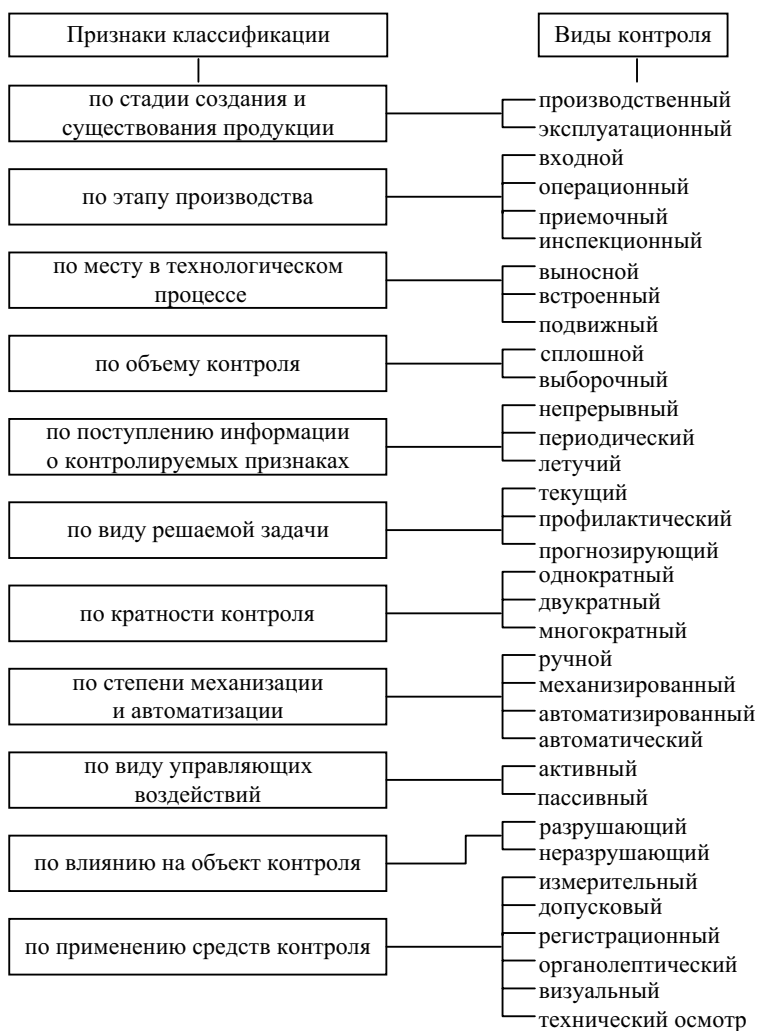 Признаки классификации
Виды контроля
по стадии создания и
существования продукции
производственный
эксплуатационный
по этапу производства
входной
операционный
приемочный
инспекционный
по месту в технологическом
процессе
выносной
встроенный
подвижный
по объему контроля
сплошной
выборочный
по поступлению информации
о контролируемых признаках
непрерывный
периодический
летучий
по виду решаемой задачи
текущий
профилактический
прогнозирующий
по кратности контроля
однократный
двукратный
многократный
по степени механизации
и автоматизации
ручной
механизированный
автоматизированный
автоматический
по виду управляющих
воздействий
активный
пассивный
по влиянию на объект контроля
разрушающий
неразрушающий
по применению средств контроля
измерительный
допусковый
регистрационный
органолептический
визуальный
технический осмотр